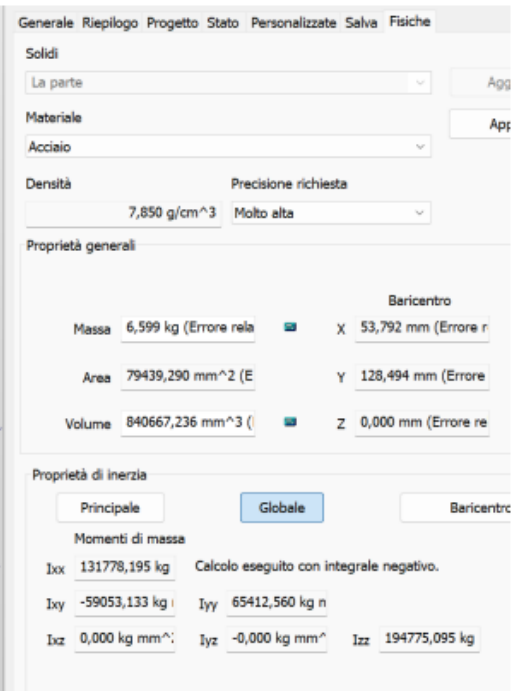 Generale Riepilogo Progetto Stato Personalizzate Salva Fisiche
Solidi
La parte
Agg
Materiale
App
Acciaio
Densità Precisione richiesta
7,850 g/cm^3 Molto alta
Proprietà generali
Baricentro
Massa 6,599 kg (Errore rela X 53,792 mm (Errore r
Area 79439,290 mm^2 (E Y 128,494 mm (Errore
Volume 840667,236 mm^3 ( Z 0,000 mm (Errore re
Proprietà di inerzia
Principale Globale Baricentro
Momenti di massa
Ixx 131778,195 kg Calcolo eseguito con integrale negativo.
Ixy -59053,133 kg Iyy 65412,560 kg n
Ixz 0,000 kg mm^ Iyz -0,000 kg mm^ Izz 194775,095 kg